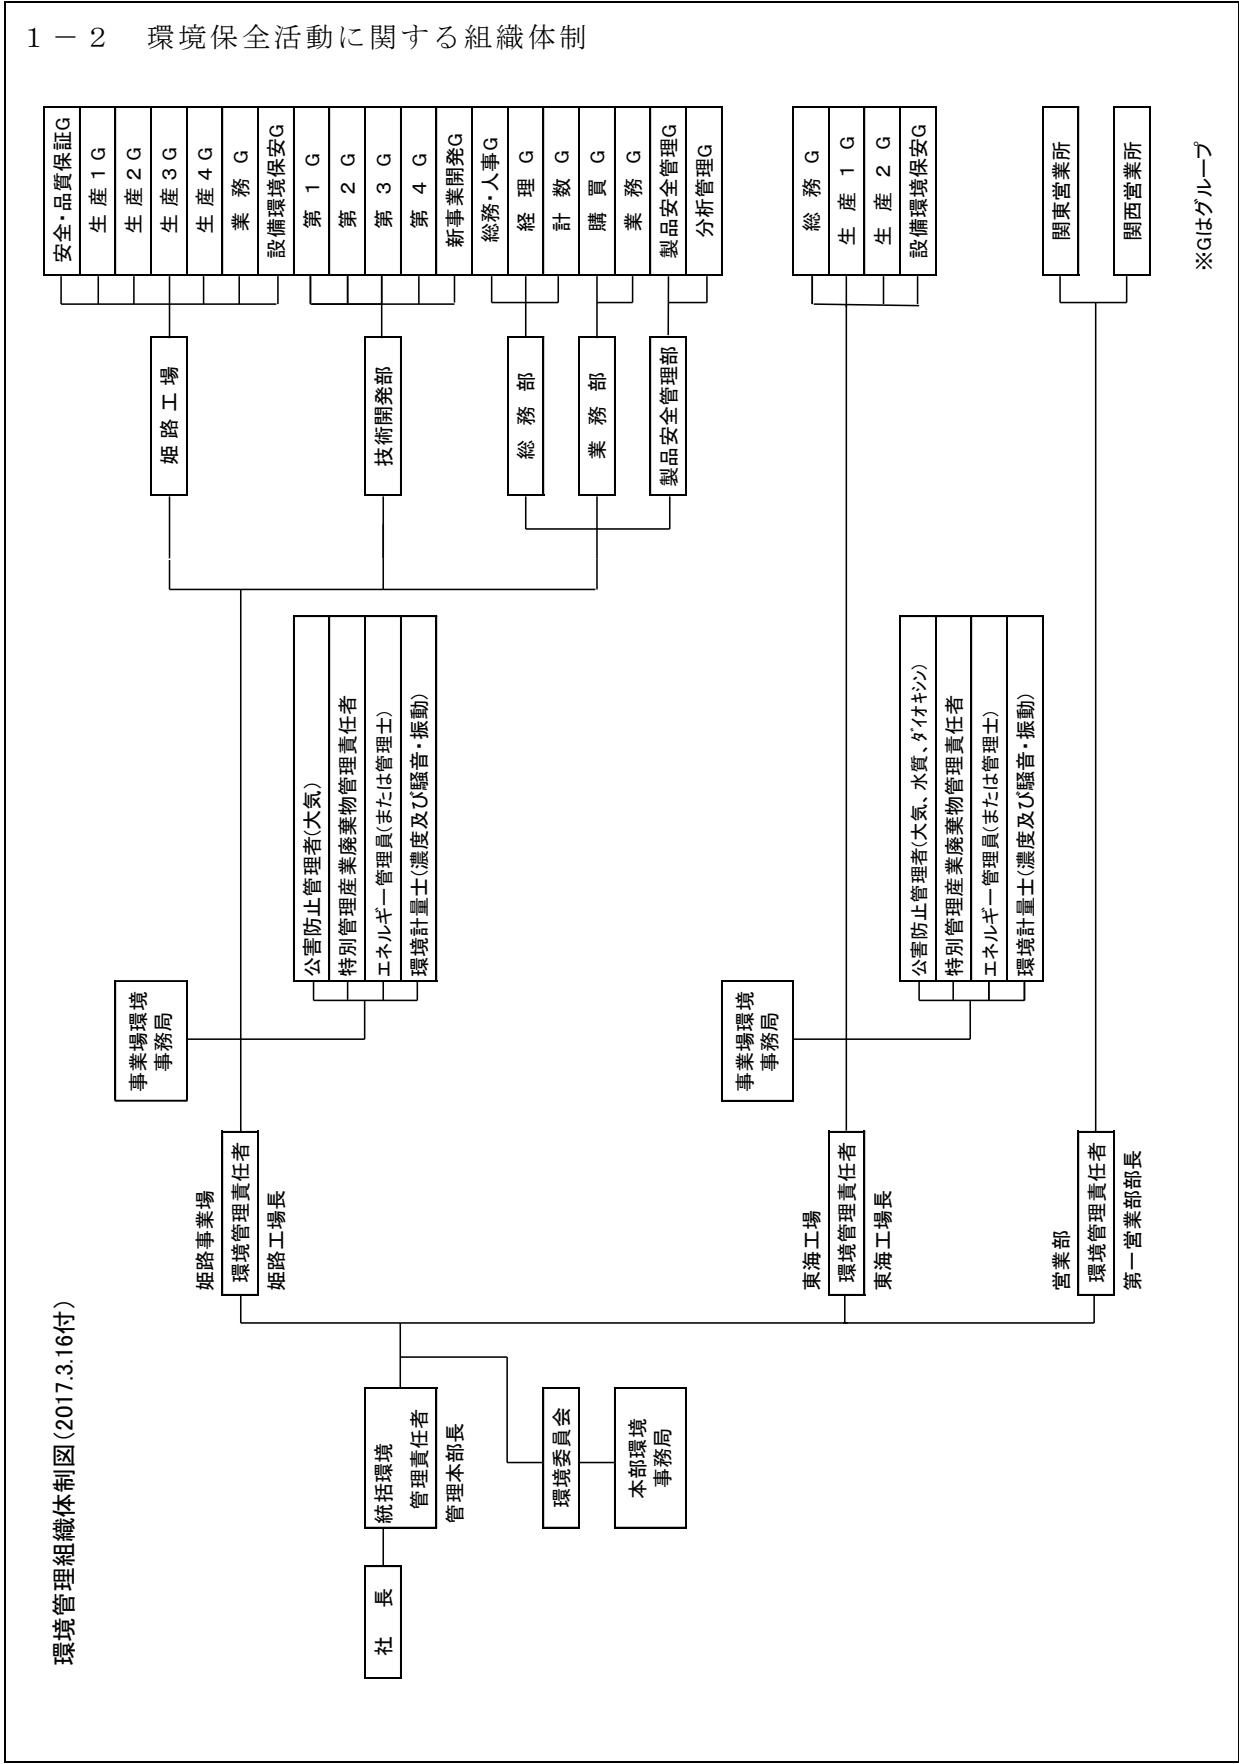 1－2　環境保全活動に関する組織体制
環境管理組織体制図(2017.3.16付)
社　長
統括環境
管理責任者
管理本部長
環境委員会
本部環境
事務局
姫路事業場
環境管理責任者
姫路工場長
事業場環境
事務局
公害防止管理者(大気)
特別管理産業廃棄物管理責任者
エネルギー管理員(または管理士)
環境計量士(濃度及び騒音・振動)
姫路工場
安全・品質保証G
生産1G
生産2G
生産3G
生産4G
業務G
設備環境保安G
技術開発部
第1G
第2G
第3G
第4G
新事業開発G
総務部
総務・人事G
経理G
計数G
業務部
購買G
業務G
製品安全管理部
製品安全管理G
分析管理G
東海工場
環境管理責任者
東海工場長
事業場環境
事務局
公害防止管理者(大気、水質、ダイオキシン)
特別管理産業廃棄物管理責任者
エネルギー管理員(または管理士)
環境計量士(濃度及び騒音・振動)
総務G
生産1G
生産2G
設備環境保安G
営業部
環境管理責任者
第一営業部部長
関東営業所
関西営業所
※Gはグループ